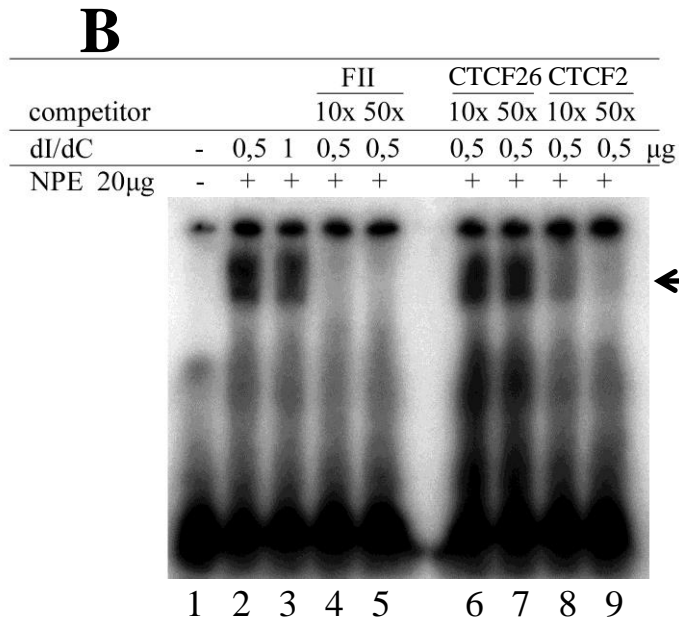 B
FII CTCF26 CTCF2
competitor 10x 50x 10x 50x 10x 50x
dI/dC - 0,5 1 0,5 0,5 0,5 0,5 0,5 0,5 μg
NPE 20μg - + + + + + + + +
1 2 3 4 5 6 7 8 9